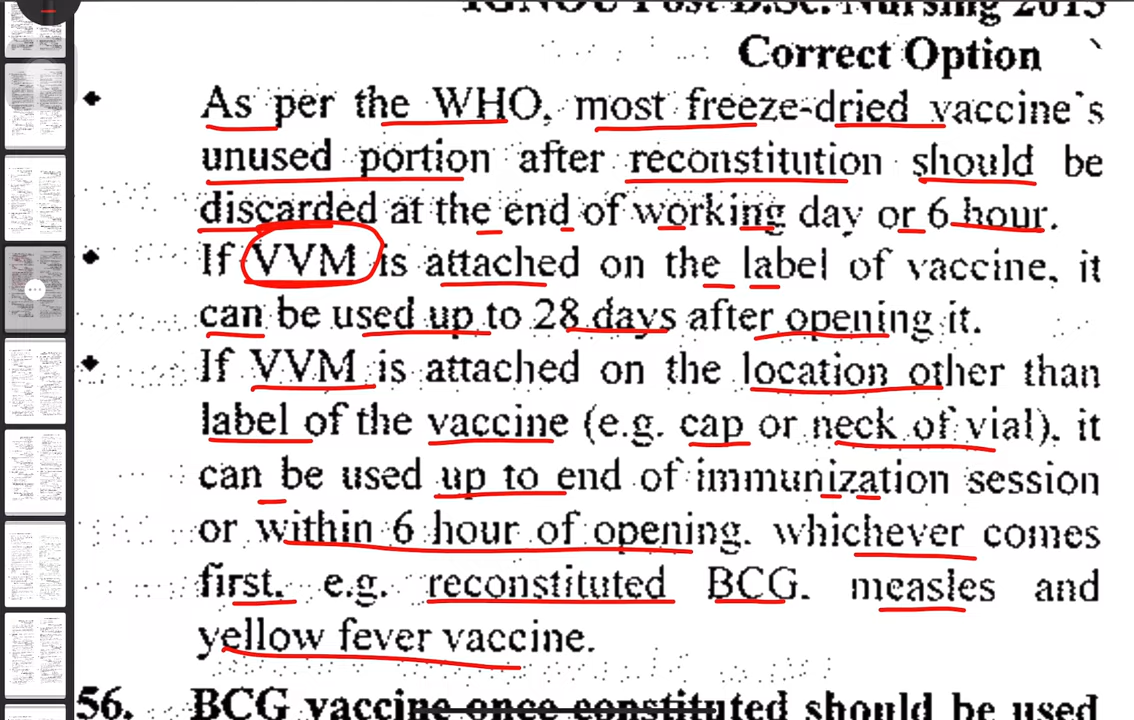 IGNOU Post B.Sc. Nursing 2015
Correct Option
As per the WHO, most freeze-dried vaccine's
unused portion after reconstitution should be
discarded at the end of working day or 6 hour.
If VVM is attached on the label of vaccine, it
can be used up to 28 days after opening it.
If VVM is attached on the location other than
label of the vaccine (e.g. cap or neck of vial), it
can be used up to end of immunization session
or within 6 hour of opening. whichever comes
first. e.g. reconstituted BCG. measles and
yellow fever vaccine.
56. BCG vaccine once constituted should be used